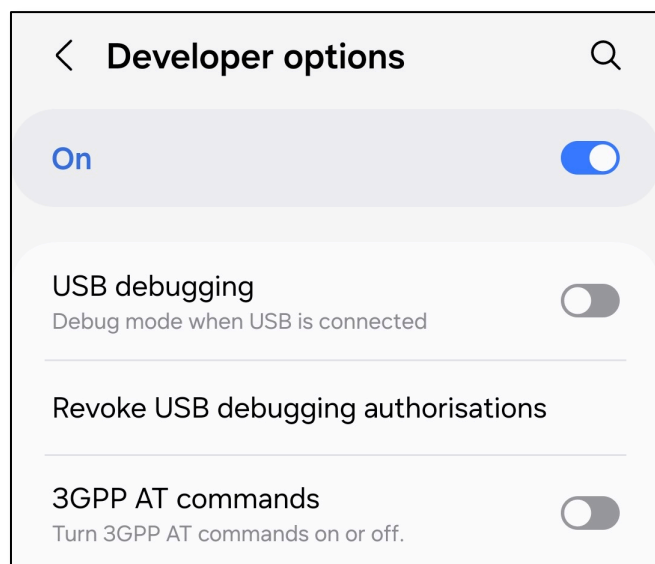 Developer options
On
USB debugging
Debug mode when USB is connected
Revoke USB debugging authorisations
3GPP AT commands
Turn 3GPP AT commands on or off.